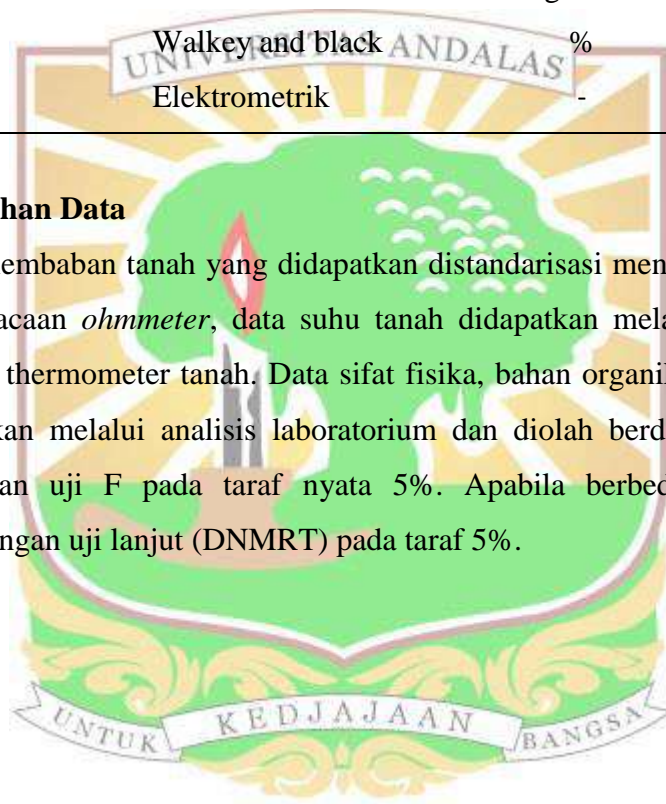 Walkey and black %
UNIVERSITAS ANDALAS
Elektrometrik -
han Data
embaban tanah yang didapatkan distandarisasi men
acaan ohmmeter, data suhu tanah didapatkan mela
thermometer tanah. Data sifat fisika, bahan organi
kan melalui analisis laboratorium dan diolah berd
an uji F pada taraf nyata 5%. Apabila berbed
ngan uji lanjut (DNMRT) pada taraf 5%.
UNTUK KEDJAJAAN BANGSA